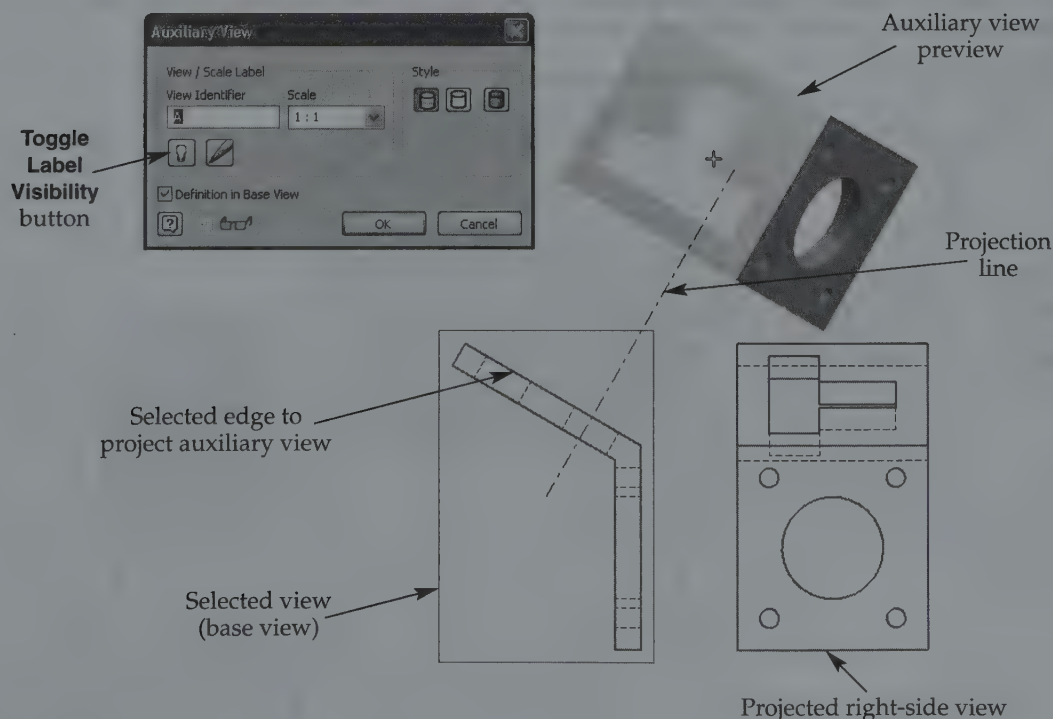 Auxiliary View
View / Scale Label
View Identifier
Scale
Style
A
1 : 1
Definition in Base View
?
OK
Cancel
Toggle
Label
Visibility
button
Auxiliary view
preview
Projection
line
Selected edge to
project auxiliary view
Selected view
(base view)
Projected right-side view